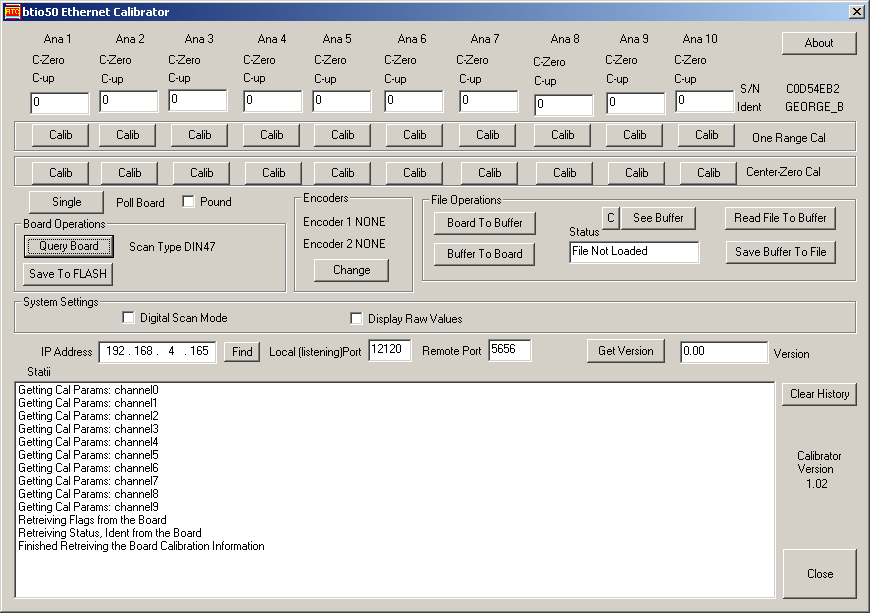 btio50 Ethernet Calibrator
Ana 1 Ana 2 Ana 3 Ana 4 Ana 5 Ana 6 Ana 7 Ana 8 Ana 9 Ana 10 About
C-Zero C-Zero C-Zero C-Zero C-Zero C-Zero C-Zero C-Zero C-Zero C-Zero
C-up C-up C-up C-up C-up C-up C-up C-up C-up C-up
S/N C0D54EB2
0 0 0 0 0 0 0 0 0 0 Ident GEORGE_B
Calib Calib Calib Calib Calib Calib Calib Calib Calib Calib One Range Cal
Calib Calib Calib Calib Calib Calib Calib Calib Calib Calib Center-Zero Cal
Single Poll Board Pound
Board Operations
Query Board Scan Type DIN47
Save To FLASH
Encoders
Encoder 1 NONE
Encoder 2 NONE
Change
File Operations
Board To Buffer C See Buffer Read File To Buffer
Status
Buffer To Board File Not Loaded Save Buffer To File
System Settings
Digital Scan Mode Display Raw Values
IP Address 192 . 168 . 4 . 165 Find Local (listening)Port 12120 Remote Port 5656 Get Version 0.00 Version
Statii
Getting Cal Params: channel0
Getting Cal Params: channel1
Getting Cal Params: channel2
Getting Cal Params: channel3
Getting Cal Params: channel4
Getting Cal Params: channel5
Getting Cal Params: channel6
Getting Cal Params: channel7
Getting Cal Params: channel8
Getting Cal Params: channel9
Retreiving Flags from the Board
Retreiving Status, Ident from the Board
Finished Retreiving the Board Calibration Information
Clear History
Calibrator
Version
1.02
Close